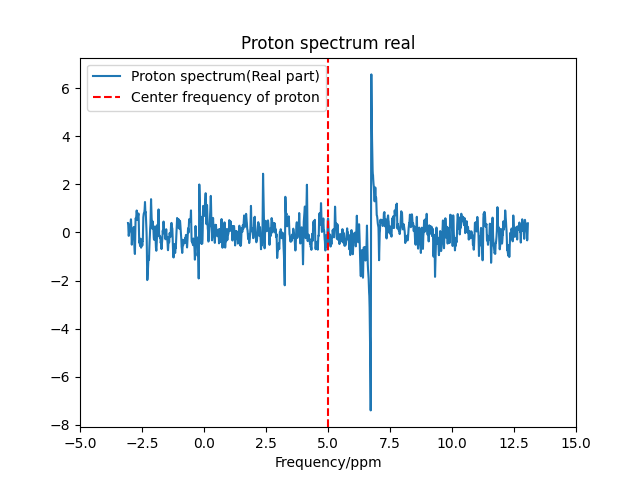 Proton spectrum real
Proton spectrum(Real part)
Center frequency of proton
6
4
2
0
−2
−4
−6
−8
−5.0 −2.5 0.0 2.5 5.0 7.5 10.0 12.5 15.0
Frequency/ppm